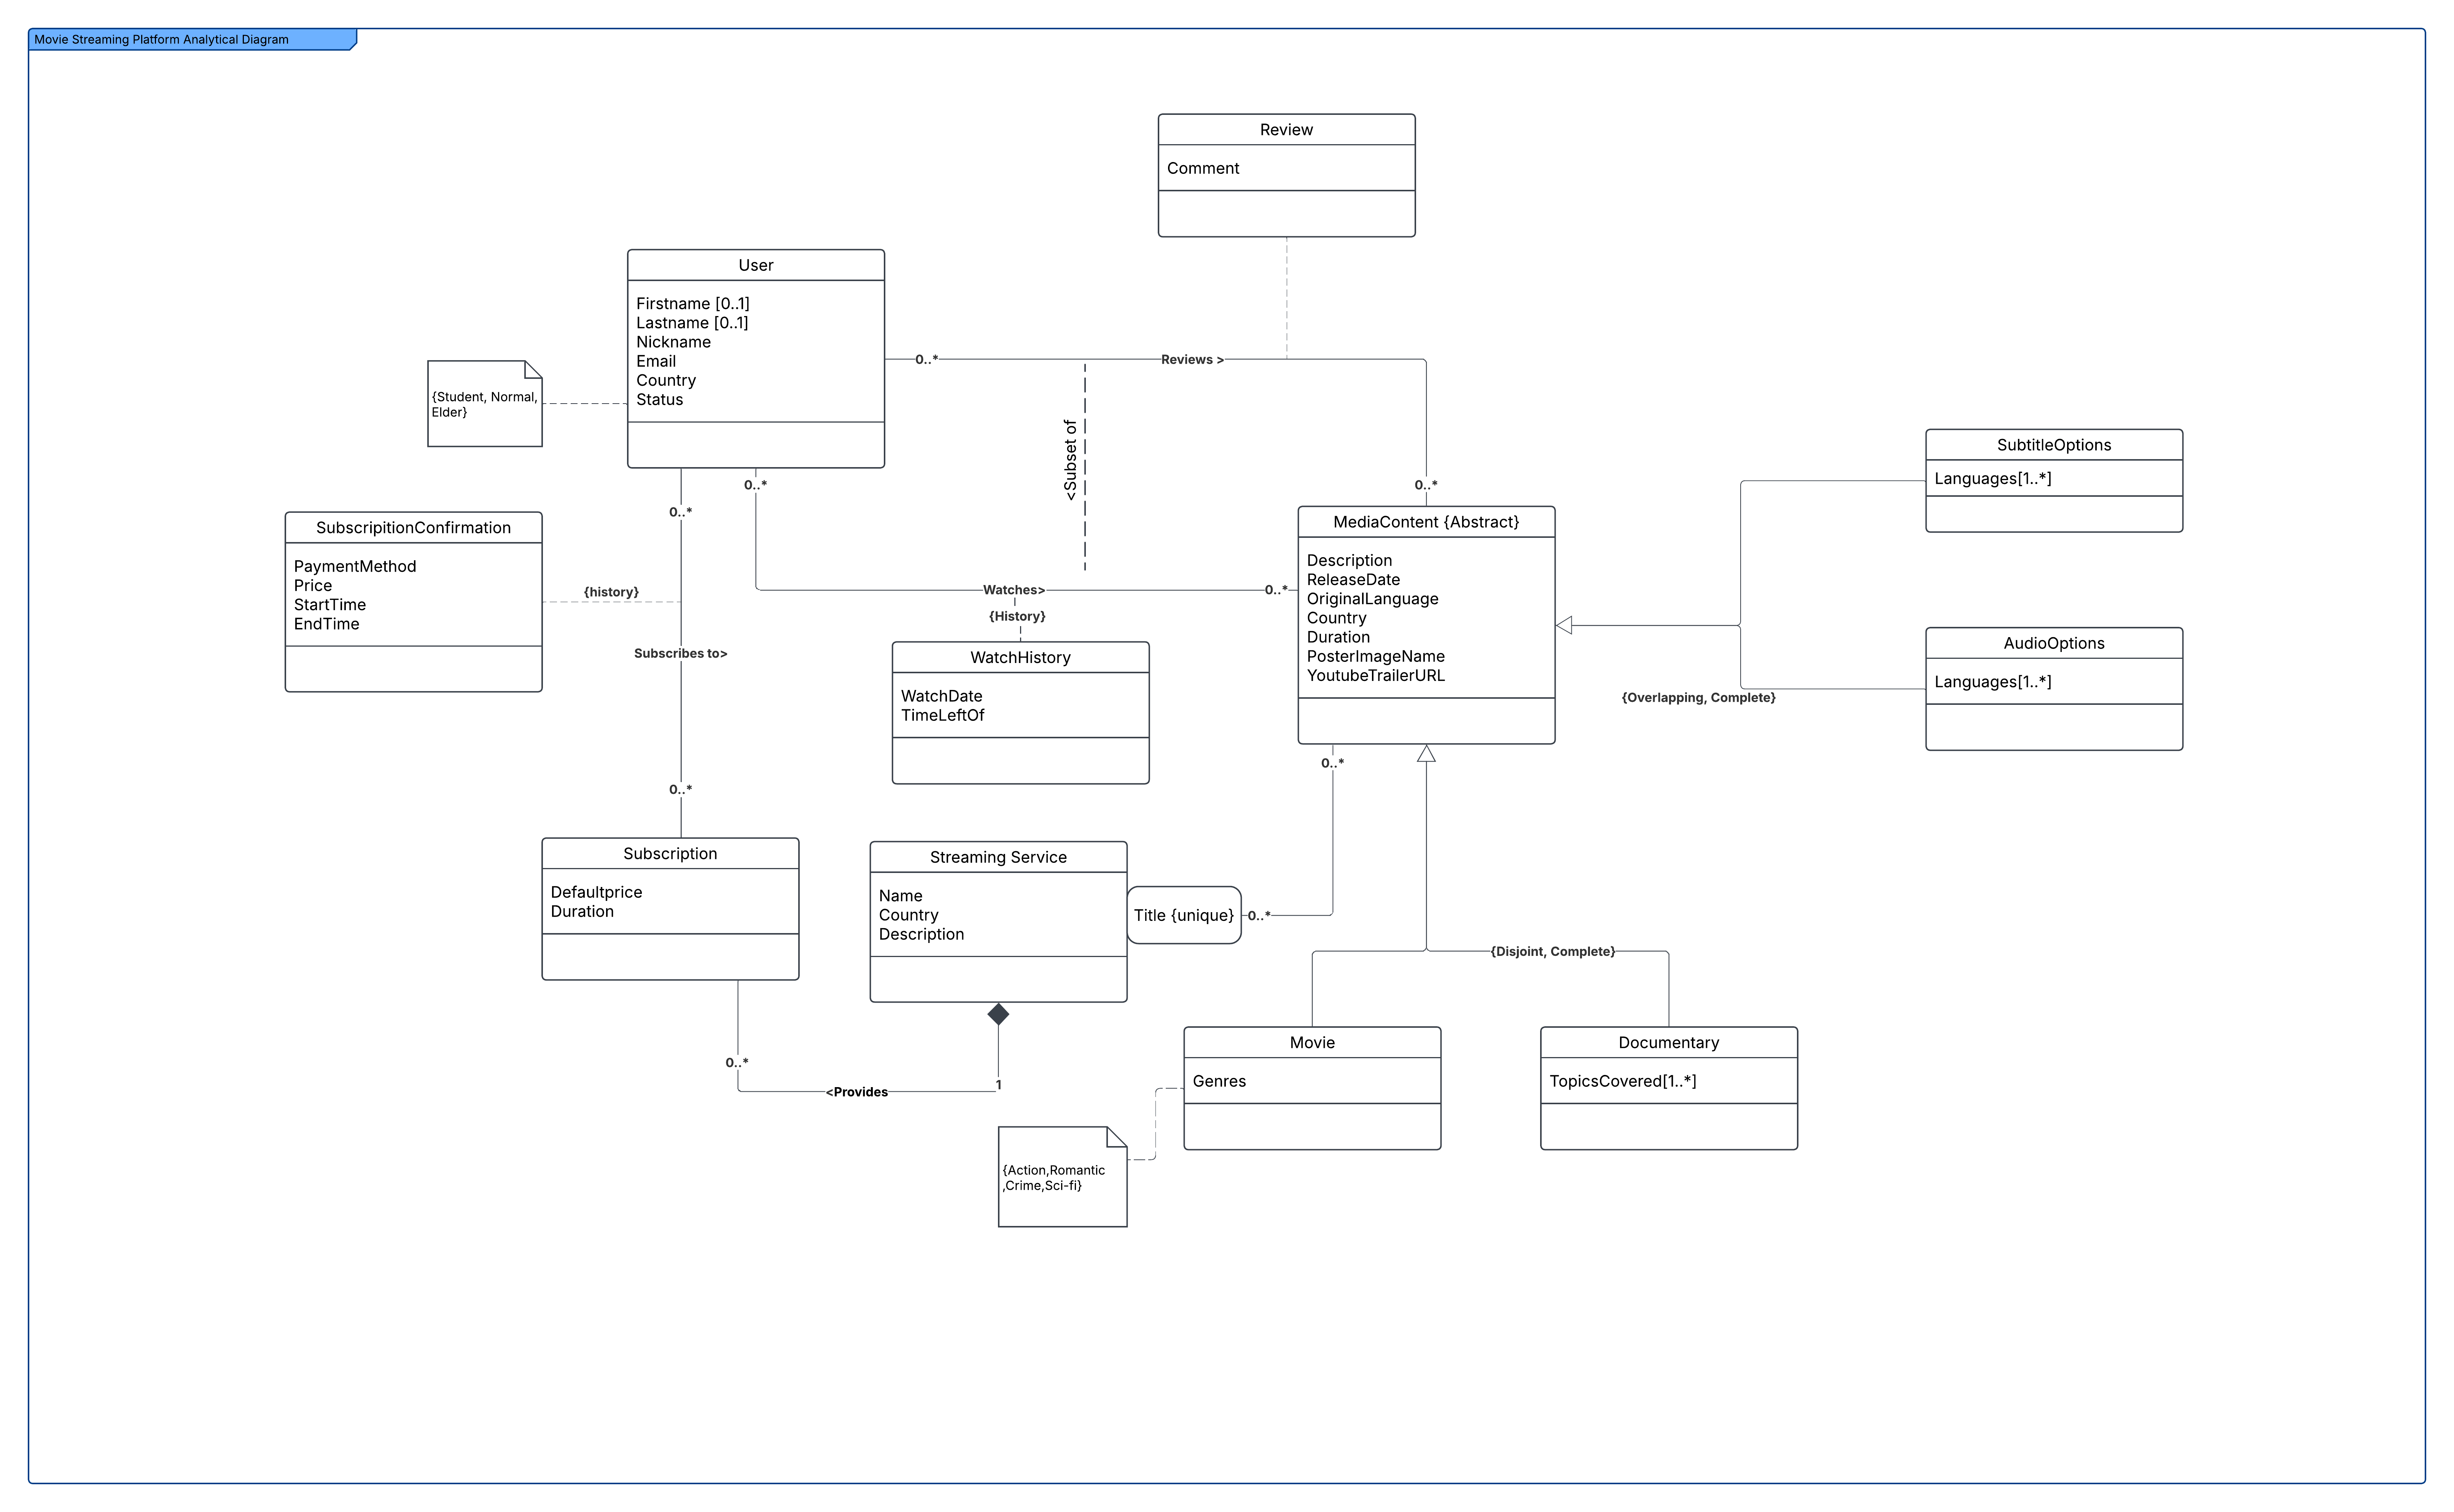 Movie Streaming Platform Analytical Diagram
Review
Comment
User
Firstname [0..1]
Lastname [0..1]
Nickname
Email
Country
Status
{Student, Normal,
Elder}
0..*
Reviews >
0..*
<Subset of
0..*
0..*
Watches>
0..*
{History}
WatchHistory
WatchDate
TimeLeftOf
SubscripitionConfirmation
PaymentMethod
Price
StartTime
EndTime
{history}
Subscribes to>
0..*
MediaContent {Abstract}
Description
ReleaseDate
OriginalLanguage
Country
Duration
PosterImageName
YoutubeTrailerURL
SubtitleOptions
Languages[1..*]
AudioOptions
Languages[1..*]
{Overlapping, Complete}
0..*
Subscription
Defaultprice
Duration
Streaming Service
Name
Country
Description
Title {unique}
0..*
{Disjoint, Complete}
0..*
<Provides
1
Movie
Genres
Documentary
TopicsCovered[1..*]
{Action,Romantic
,Crime,Sci-fi}